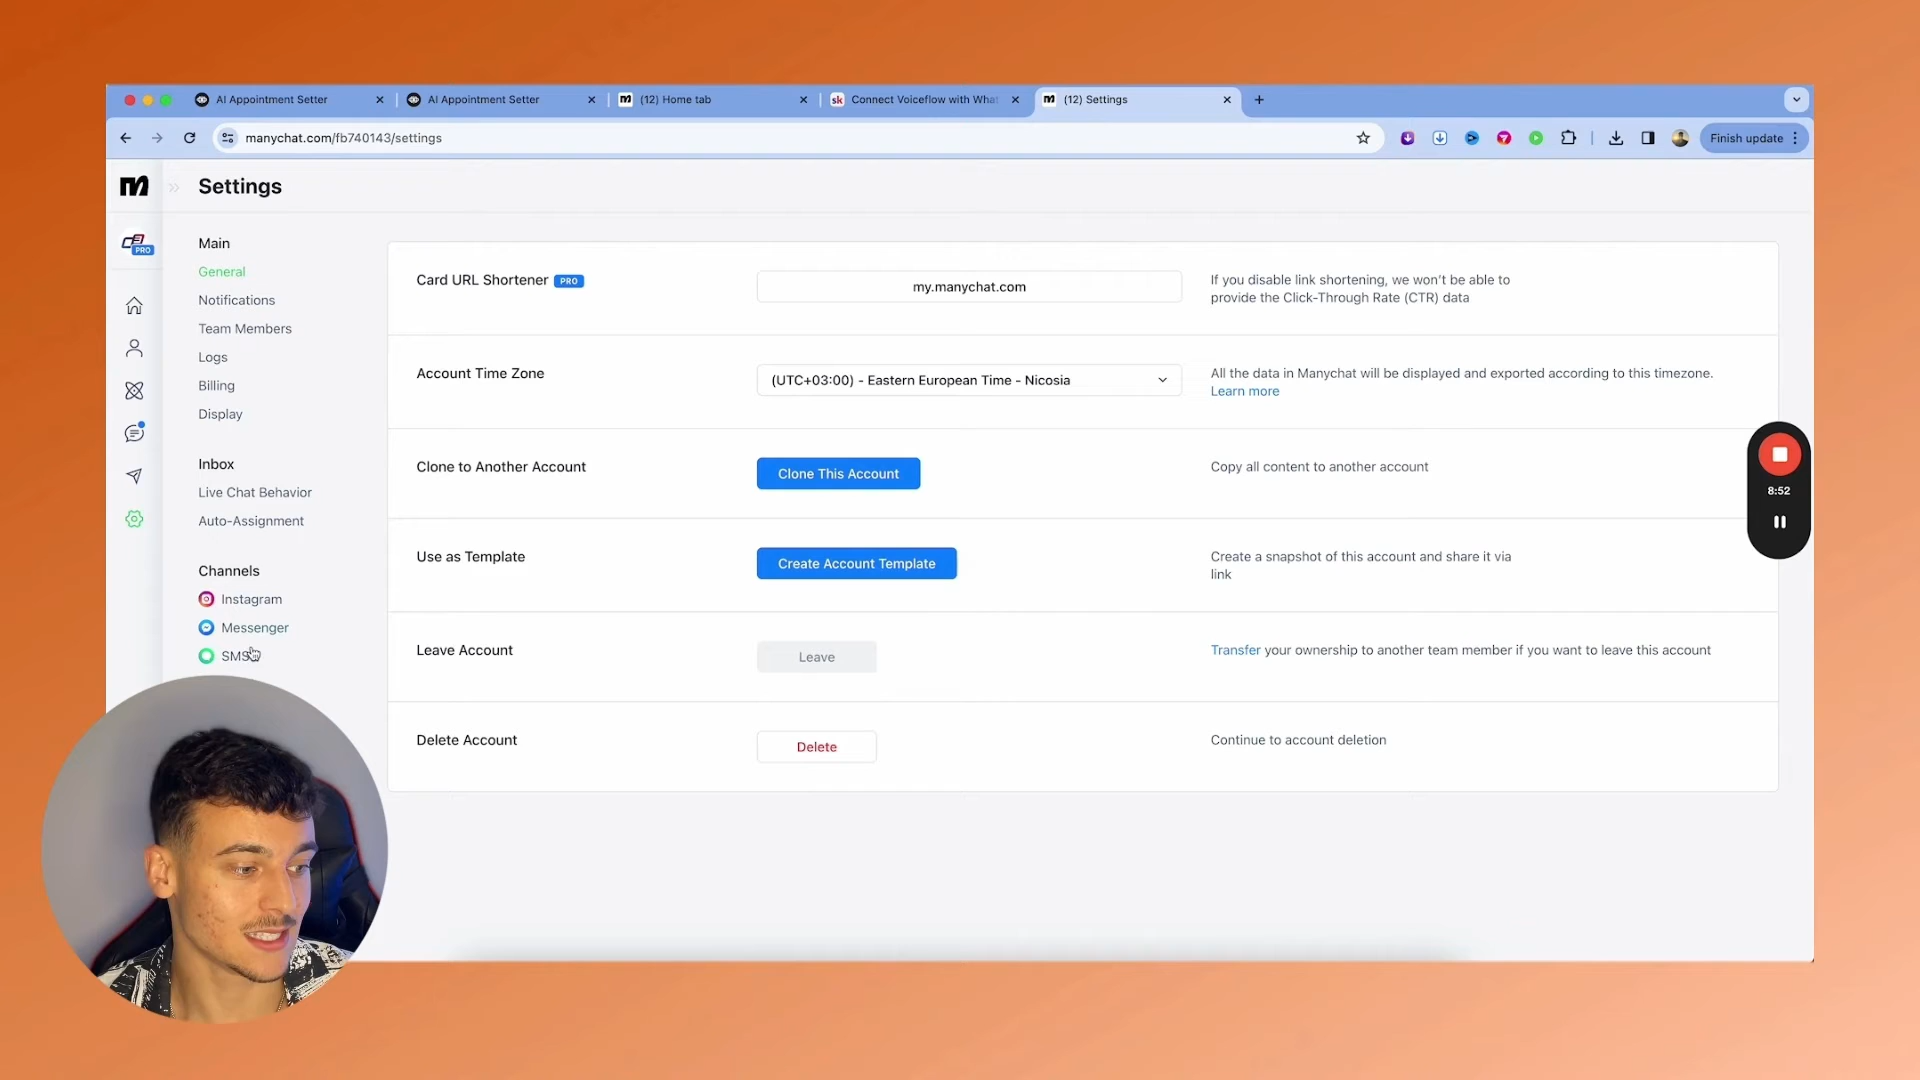 AI Appointment Setter
AI Appointment Setter
(12) Home tab
sk
Connect Voiceflow with What
(12) Settings
manychat.com/fb740143/settings
Finish update
Settings
PRO
Main
General
Notifications
Team Members
Logs
Billing
Display
Inbox
Live Chat Behavior
Auto-Assignment
Channels
Instagram
Messenger
SMS
Card URL Shortener PRO
my.manychat.com
If you disable link shortening, we won't be able to
provide the Click-Through Rate (CTR) data
Account Time Zone
(UTC+03:00) - Eastern European Time - Nicosia
All the data in Manychat will be displayed and exported according to this timezone.
Learn more
Clone to Another Account
Clone This Account
Copy all content to another account
Use as Template
Create Account Template
Create a snapshot of this account and share it via
link
Leave Account
Leave
Transfer your ownership to another team member if you want to leave this account
Delete Account
Delete
Continue to account deletion
8:52